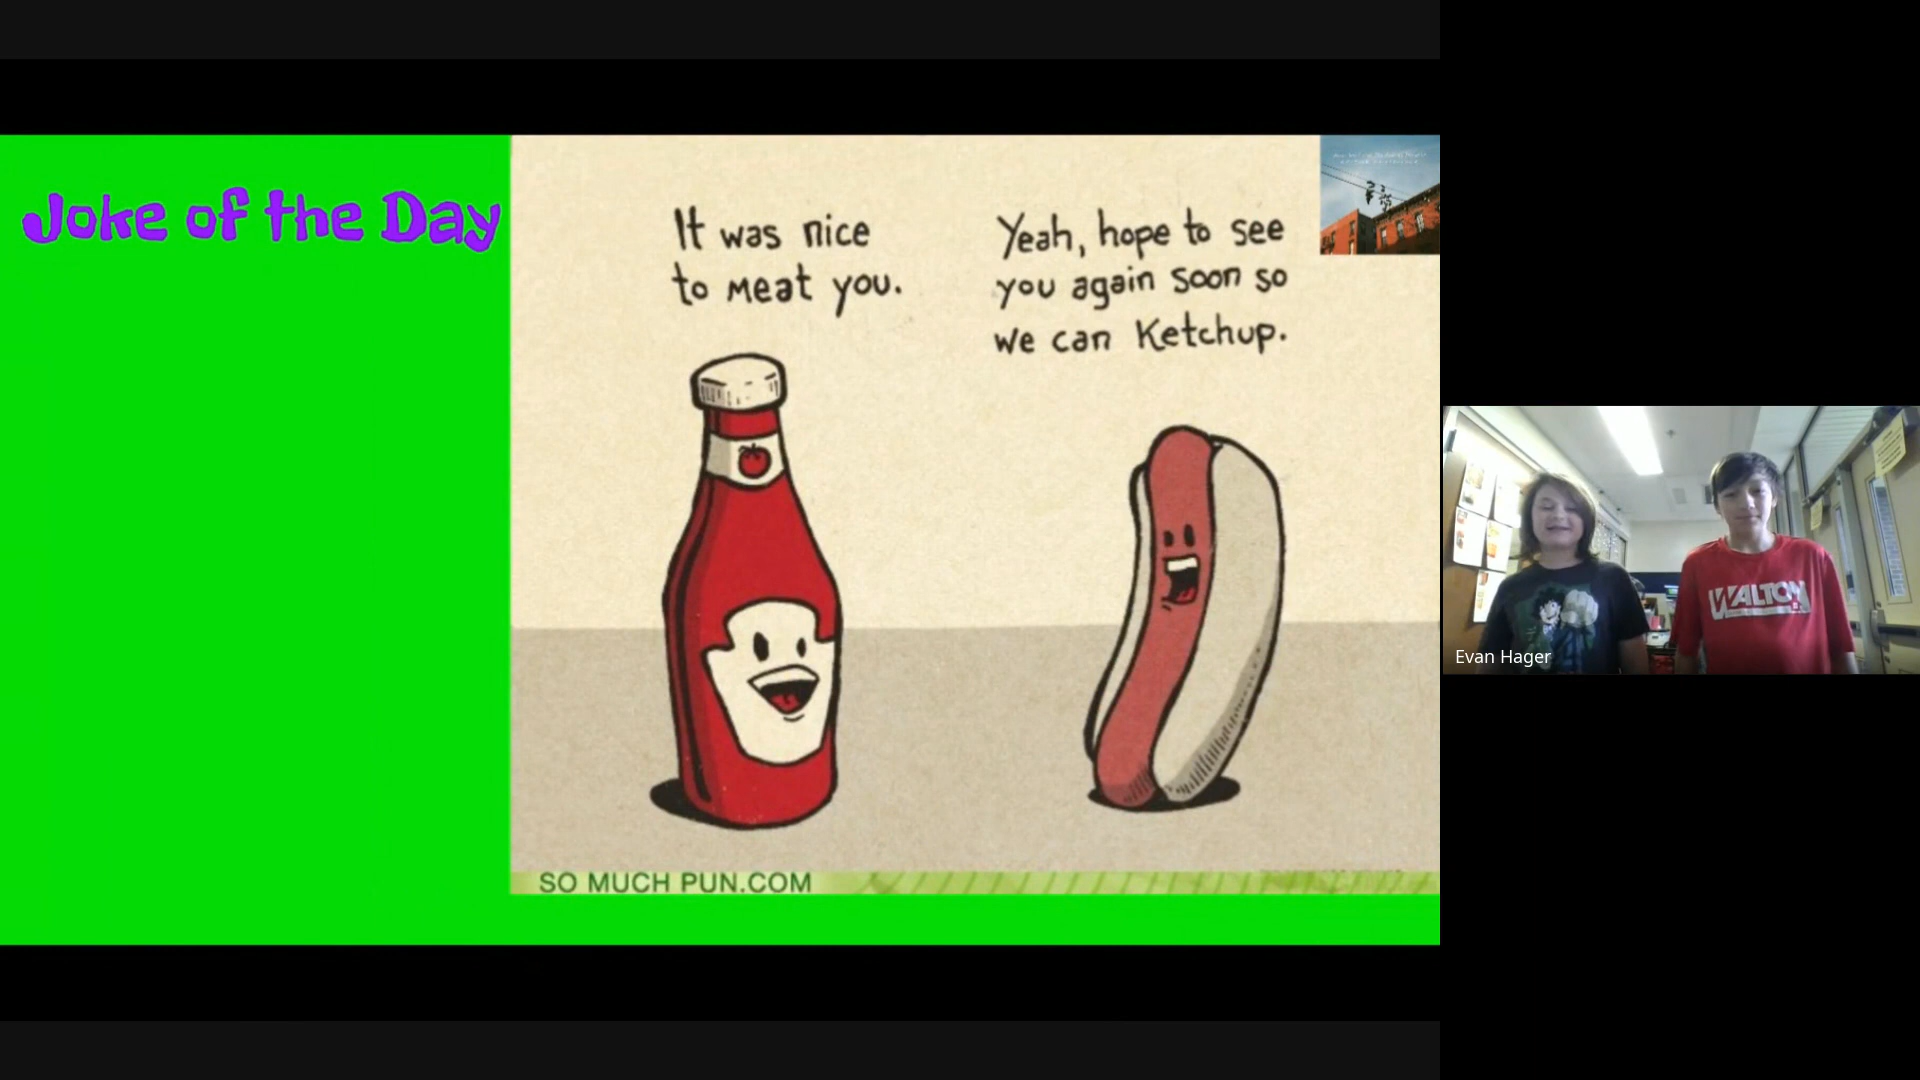 Joke of the Day
It was nice
to meat you.
Yeah, hope to see
you again soon so
we can Ketchup.
SO MUCH PUN.COM
WALTON
Evan Hager